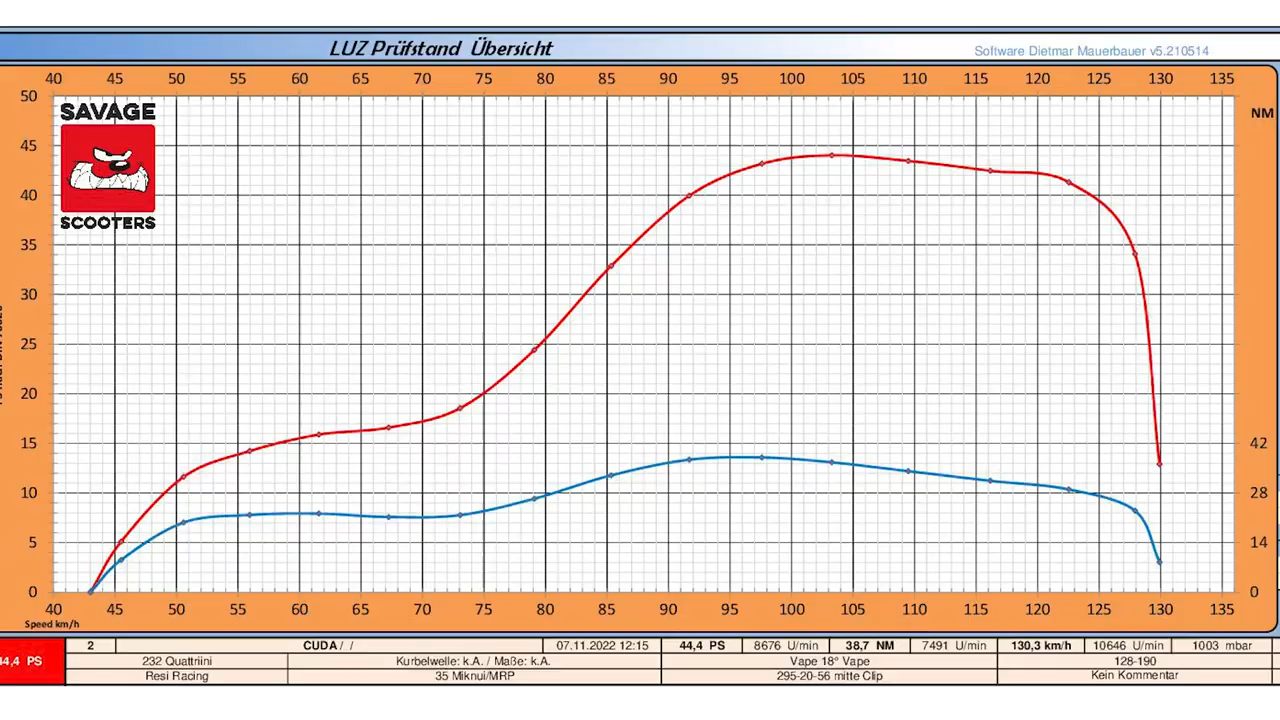 LUZ Prüfstand Übersicht
Software Dietmar Mauerbauer v5.210514
40 45 50 55 60 65 70 75 80 85 90 95 100 105 110 115 120 125 130 135
50
SAVAGE
NM
45
40
SCOOTERS
35
30
25
20
15 42
10 28
5 14
0 0
40 45 50 55 60 65 70 75 80 85 90 95 100 105 110 115 120 125 130 135
Speed km/h
2 CUDA / / 07.11.2022 12:15 44,4 PS 8676 U/min 38,7 NM 7491 U/min 130,3 km/h 10646 U/min 1003 mbar
44,4 PS 232 Quattriini Kurbelwelle: k.A. / Maße: k.A. Vape 18° Vape 128-190
Resi Racing 35 Miknui/MRP 295-20-56 mitte Clip Kein Kommentar